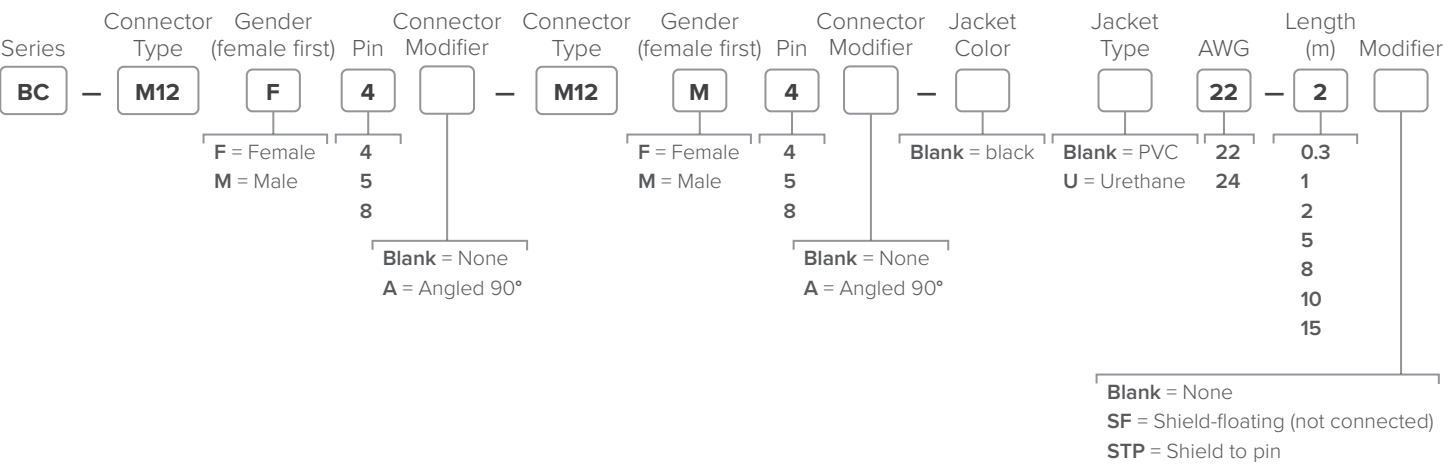 Connector Gender Connector Connector Gender Connector Jacket Jacket Length
Series Type (female first) Pin Modifier Type (female first) Pin Modifier Color Type AWG (m) Modifier
BC — M12 F 4 — M12 M 4 — 22 — 2
F = Female 4 F = Female 4 Blank = black Blank = PVC 22 0.3
M = Male 5 M = Male 5 U = Urethane 24 1
8 8 2
5
Blank = None Blank = None 8
A = Angled 90° A = Angled 90° 10
15
Blank = None
SF = Shield-floating (not connected)
STP = Shield to pin